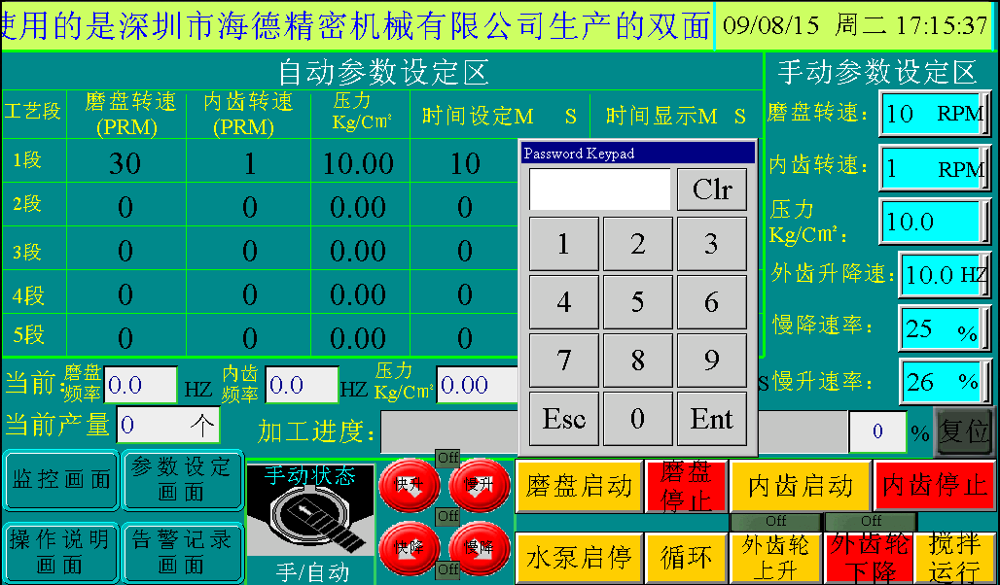 使用的是深圳市海德精密机械有限公司生产的双面
09/08/15 周二 17:15:37
自动参数设定区
工艺段 磨盘转速(PRM) 内齿转速(PRM) 压力Kg/Cm² 时间设定M S 时间显示M S
1段 30 1 10.00 10
2段 0 0 0.00 0
3段 0 0 0.00 0
4段 0 0 0.00 0
5段 0 0 0.00 0
手动参数设定区
磨盘转速: 10 RPM
内齿转速: 1 RPM
压力
Kg/Cm²: 10.0
外齿升降速: 10.0 HZ
慢降速率: 25 %
S慢升速率: 26 %
Password Keypad
Clr
1 2 3
4 5 6
7 8 9
Esc 0 Ent
当前: 磨盘频率 0.0 HZ 内齿频率 0.0 HZ 压力Kg/Cm² 0.00
当前产量 0 个 加工进度: 0 % 复位
监控画面
参数设定
画面
操作说明
画面
告警记录
画面
手动状态
手/自动
Off
快升 慢升
Off
快降 慢降
Off
磨盘启动
磨盘
停止
内齿启动
内齿停止
水泵启停
循环
Off
外齿轮
上升
Off
外齿轮
下降
搅拌
运行